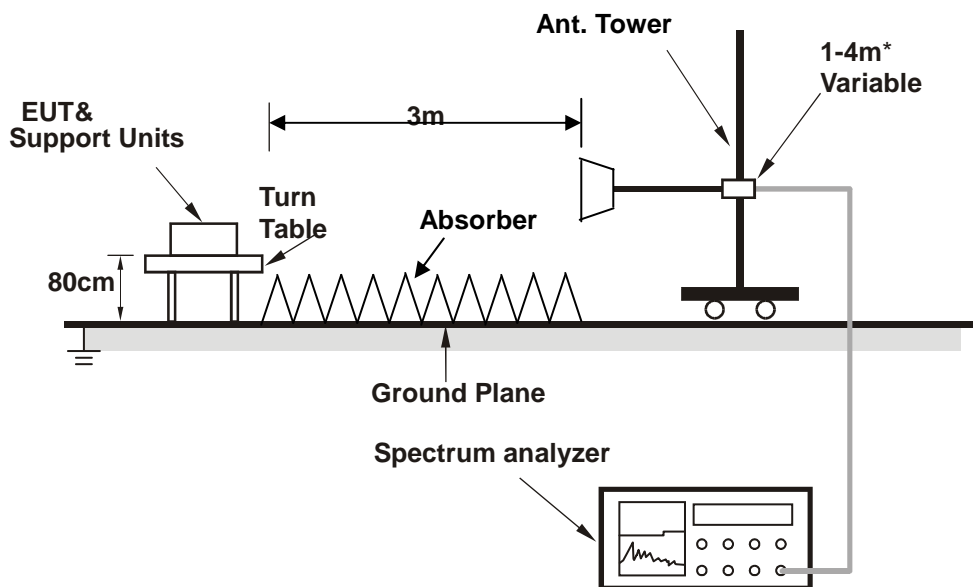 Ant. Tower
1-4m*
Variable
EUT&
Support Units
3m
Turn
Table
Absorber
80cm
Ground Plane
Spectrum analyzer